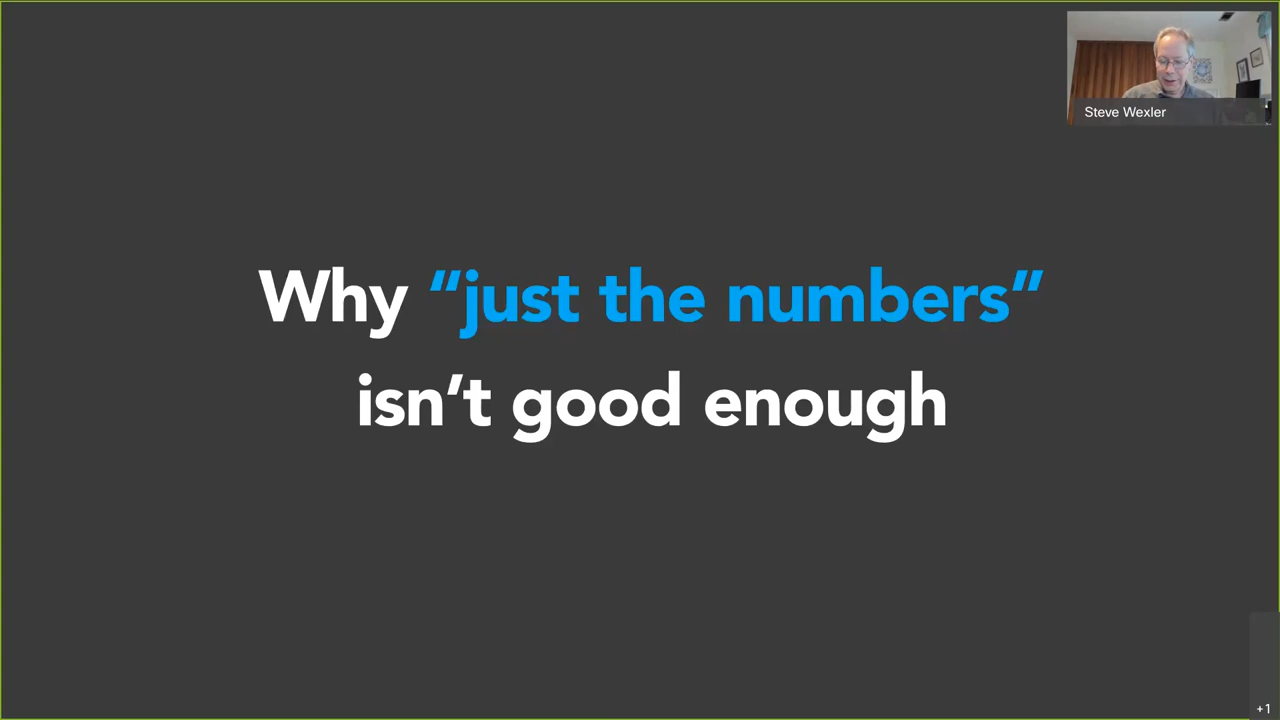 Steve Wexler
Why “just the numbers”
isn’t good enough
+1